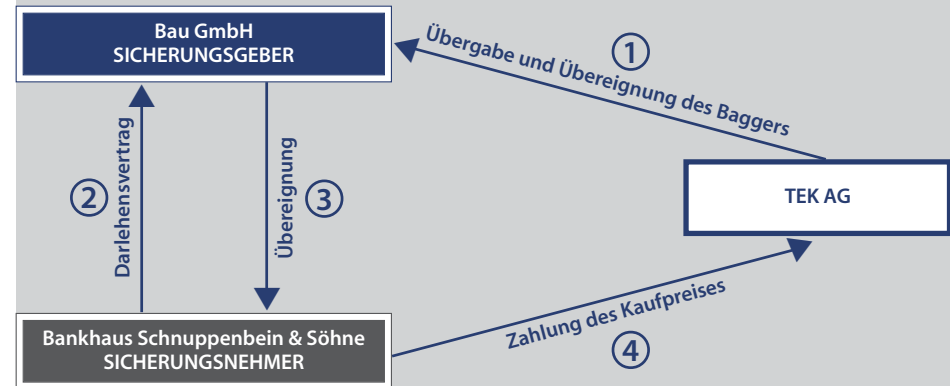 Bau GmbH
SICHERUNGSGEBER
1
Übergabe und Übereignung des Baggers
2
Darlehensvertrag
Übereignung
3
TEK AG
Bankhaus Schnuppenbein & Söhne
SICHERUNGSNEHMER
Zahlung des Kaufpreises
4